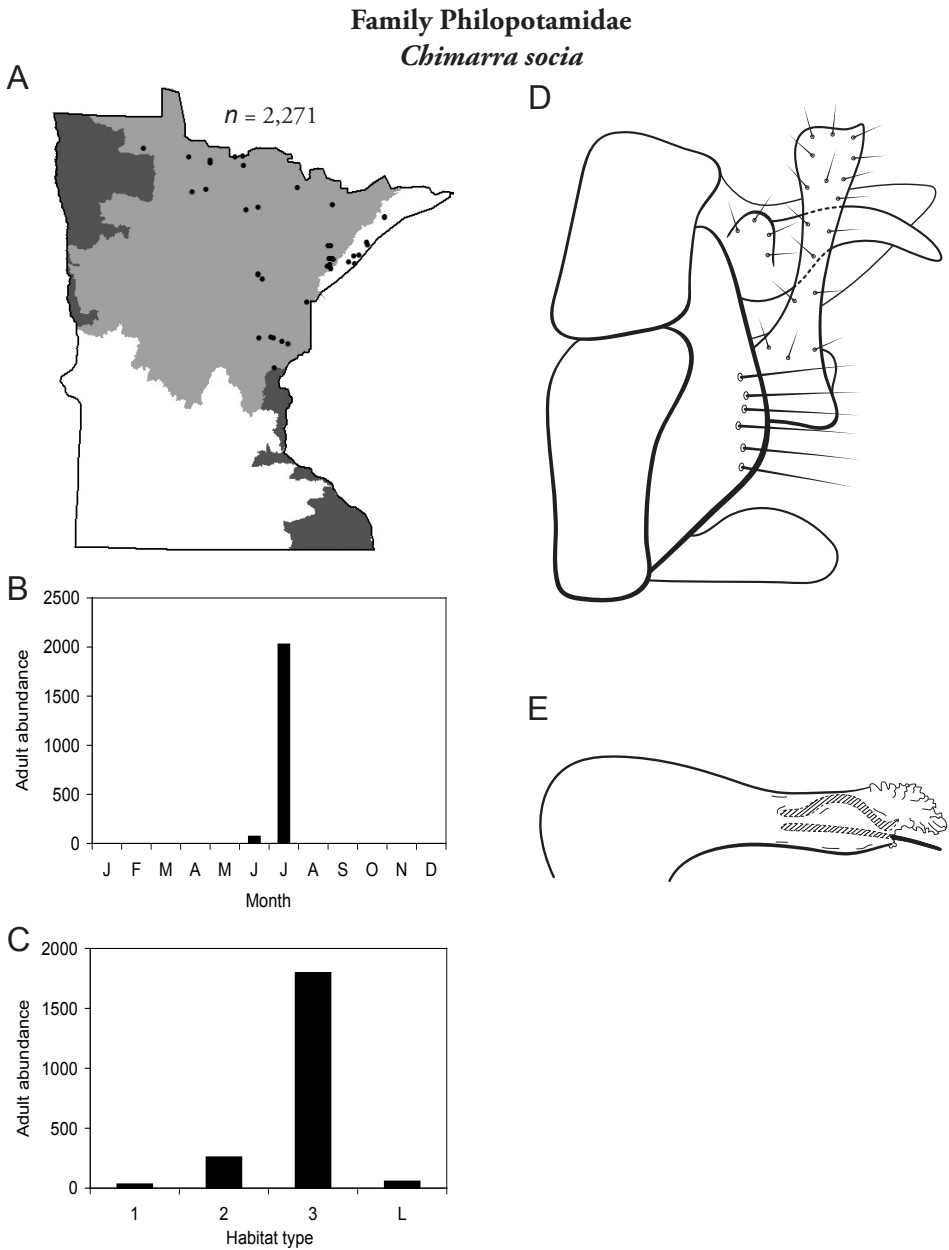 Family Philopotamidae
Chimarra socia
A
n = 2,271
D
B
2500
2000
1500
1000
500
0
Adult abundance
J F M A M J J A S O N D
Month
E
C
2000
1500
1000
500
0
Adult abundance
1 2 3 L
Habitat type